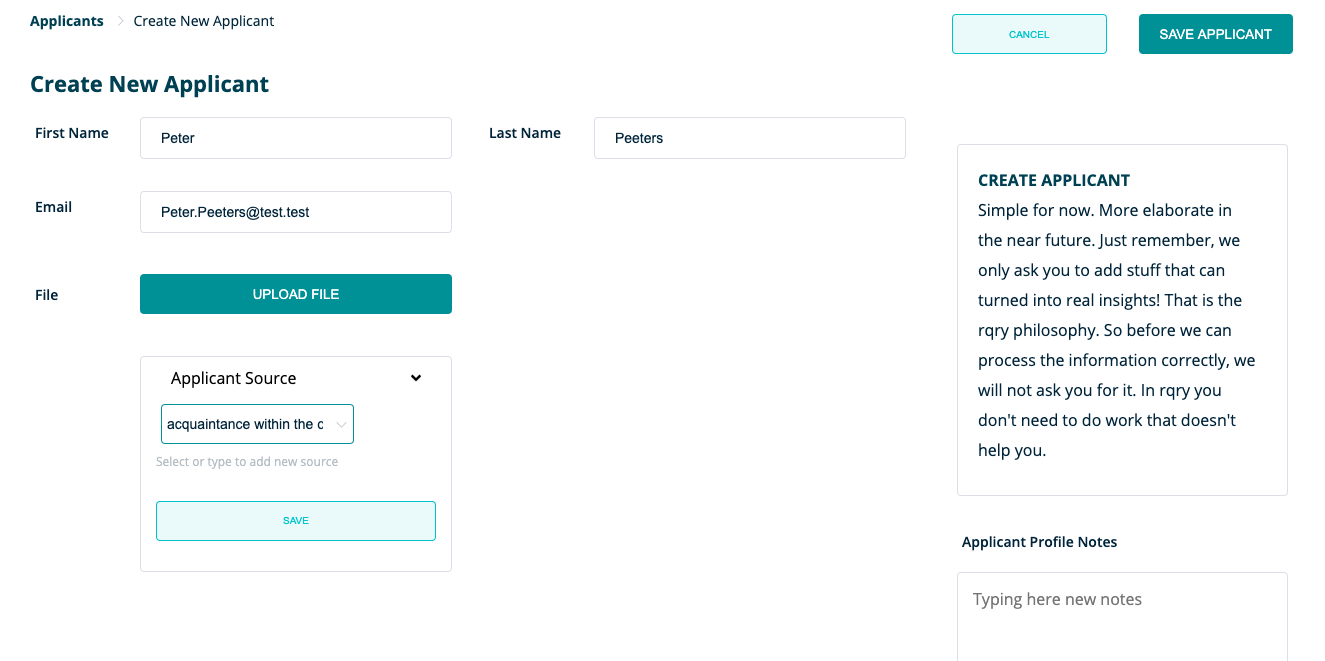 Applicants > Create New Applicant
CANCEL
SAVE APPLICANT
Create New Applicant
First Name
Peter
Last Name
Peeters
Email
Peter.Peeters@test.test
File
UPLOAD FILE
Applicant Source
acquaintance within the c
Select or type to add new source
SAVE
CREATE APPLICANT
Simple for now. More elaborate in
the near future. Just remember, we
only ask you to add stuff that can
turned into real insights! That is the
rqry philosophy. So before we can
process the information correctly, we
will not ask you for it. In rqry you
don't need to do work that doesn't
help you.
Applicant Profile Notes
Typing here new notes